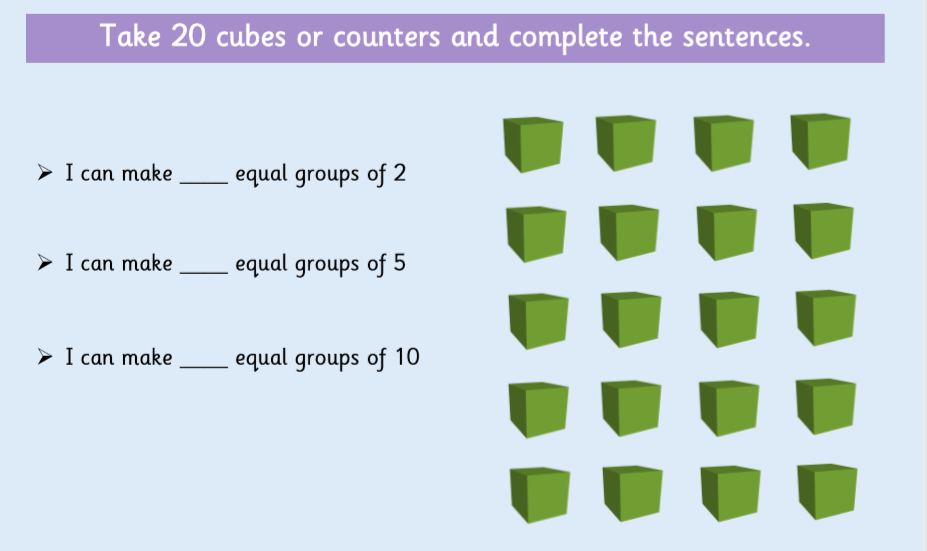 Take 20 cubes or counters and complete the sentences.
➢ I can make ____ equal groups of 2
➢ I can make ____ equal groups of 5
➢ I can make ____ equal groups of 10